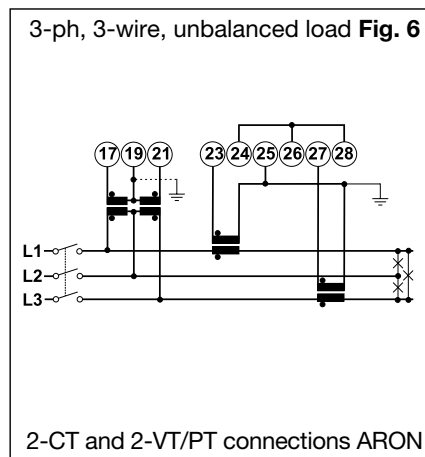 3-ph, 3-wire, unbalanced load Fig. 6
17 19 21 23 24 25 26 27 28
L1
L2
L3
2-CT and 2-VT/PT connections ARON